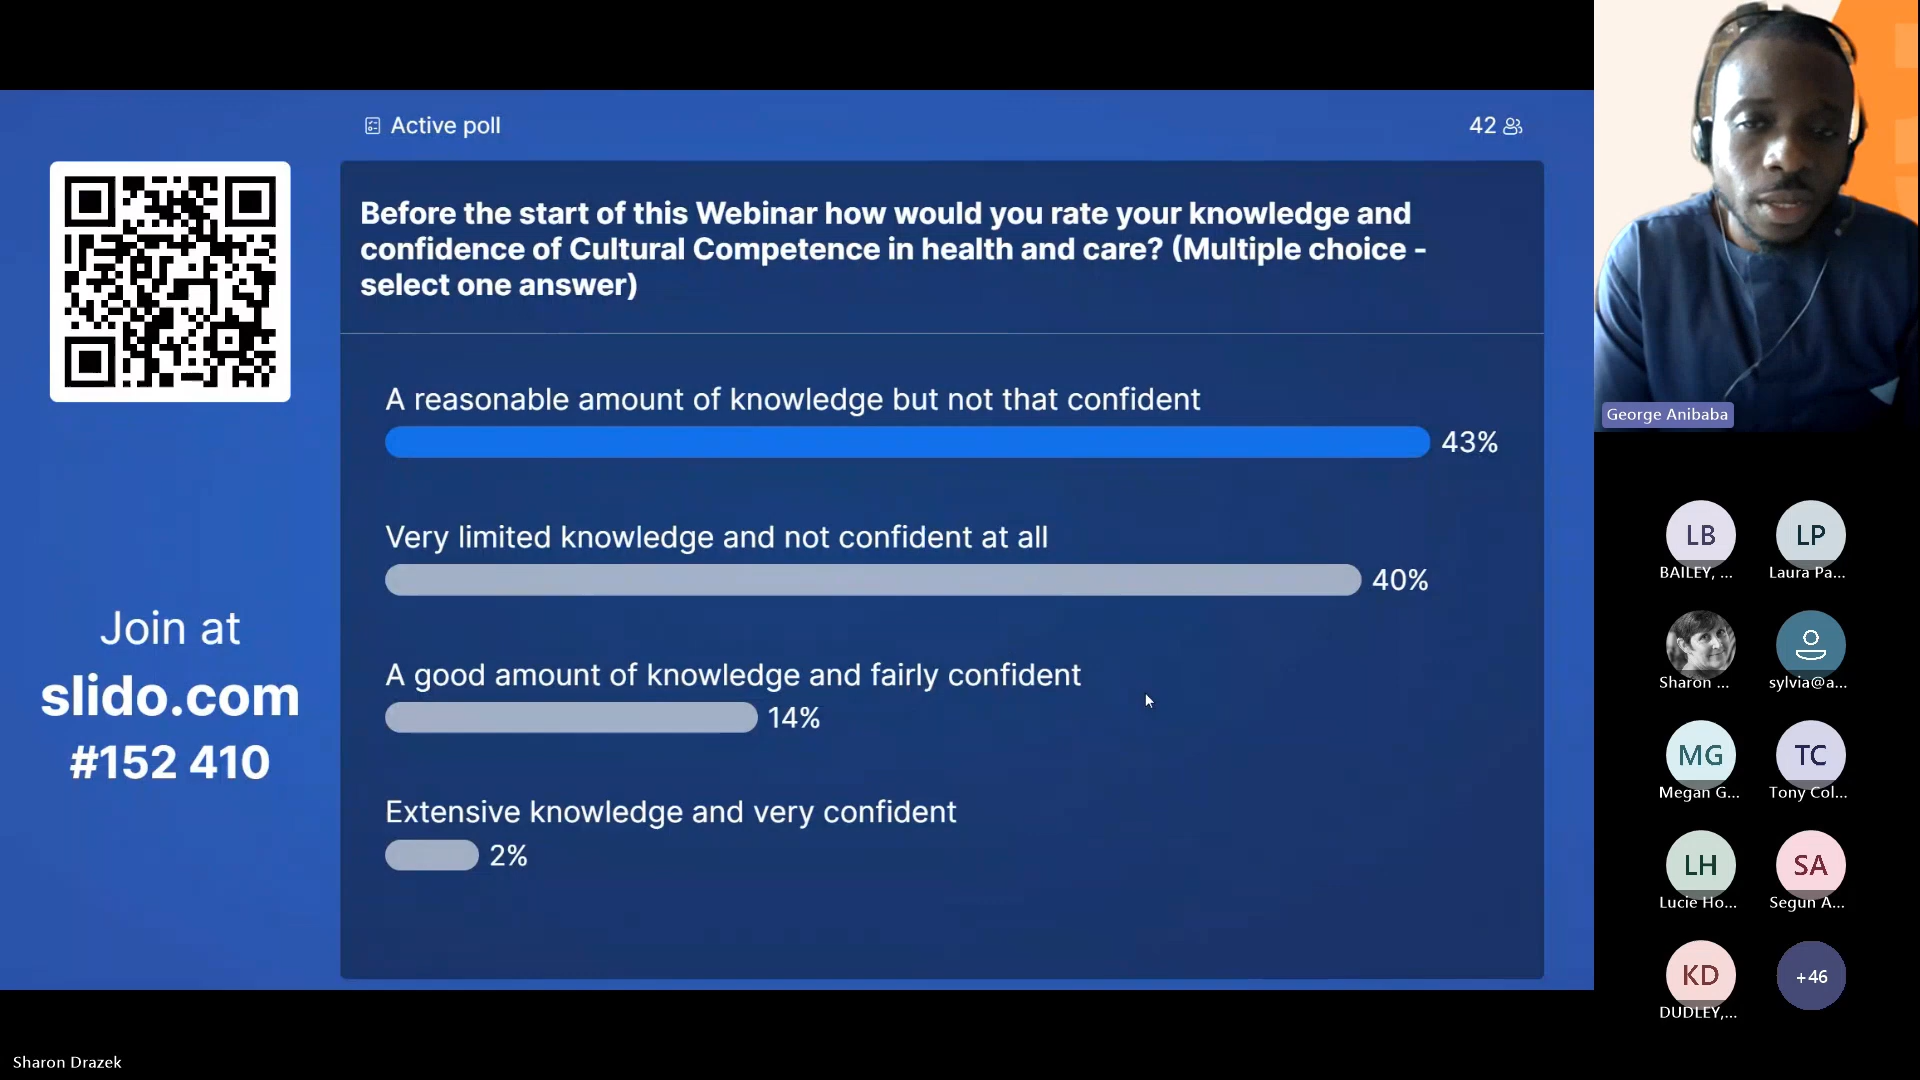 Active poll
42
Before the start of this Webinar how would you rate your knowledge and
confidence of Cultural Competence in health and care? (Multiple choice -
select one answer)
A reasonable amount of knowledge but not that confident
43%
Very limited knowledge and not confident at all
40%
A good amount of knowledge and fairly confident
14%
Extensive knowledge and very confident
2%
Join at
slido.com
#152 410
George Anibaba
LB
BAILEY, ...
LP
Laura Pa...
Sharon ...
sylvia@a...
MG
Megan G...
TC
Tony Col...
LH
Lucie Ho...
SA
Segun A...
KD
DUDLEY,...
+46
Sharon Drazek